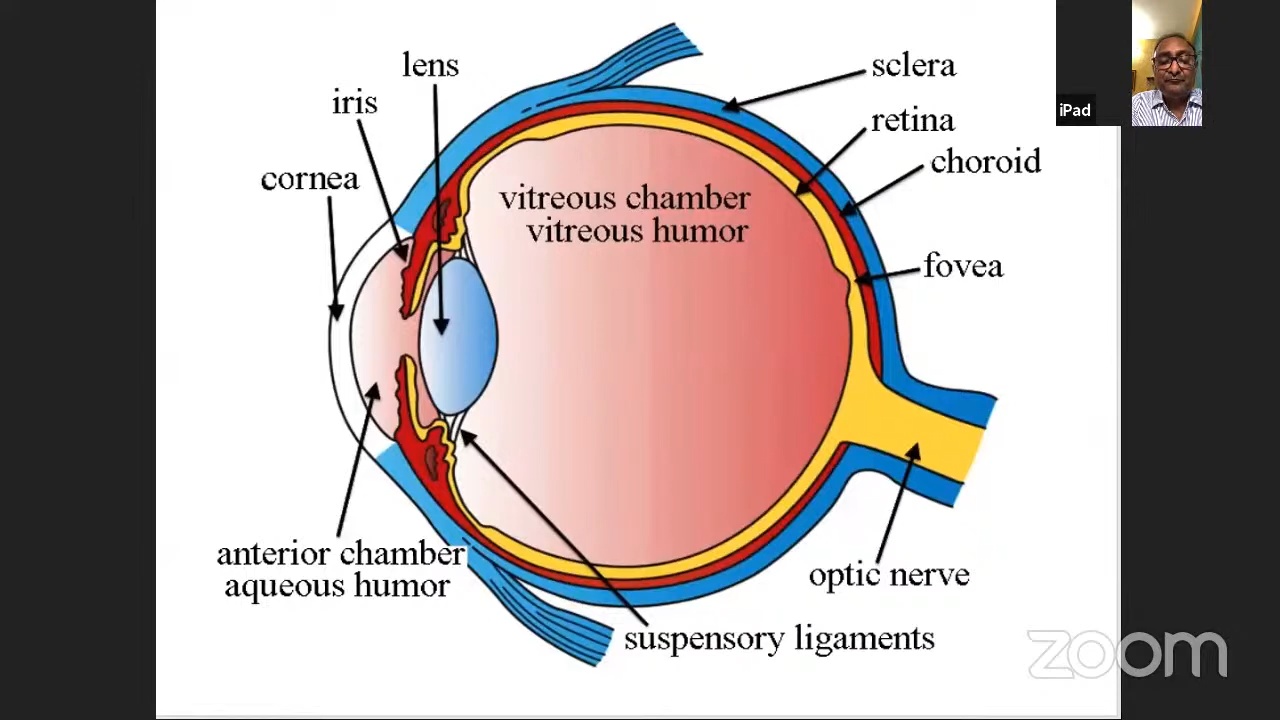 lens
sclera
iris
retina
iPad
choroid
cornea
vitreous chamber
vitreous humor
fovea
anterior chamber
aqueous humor
optic nerve
suspensory ligaments
zoom